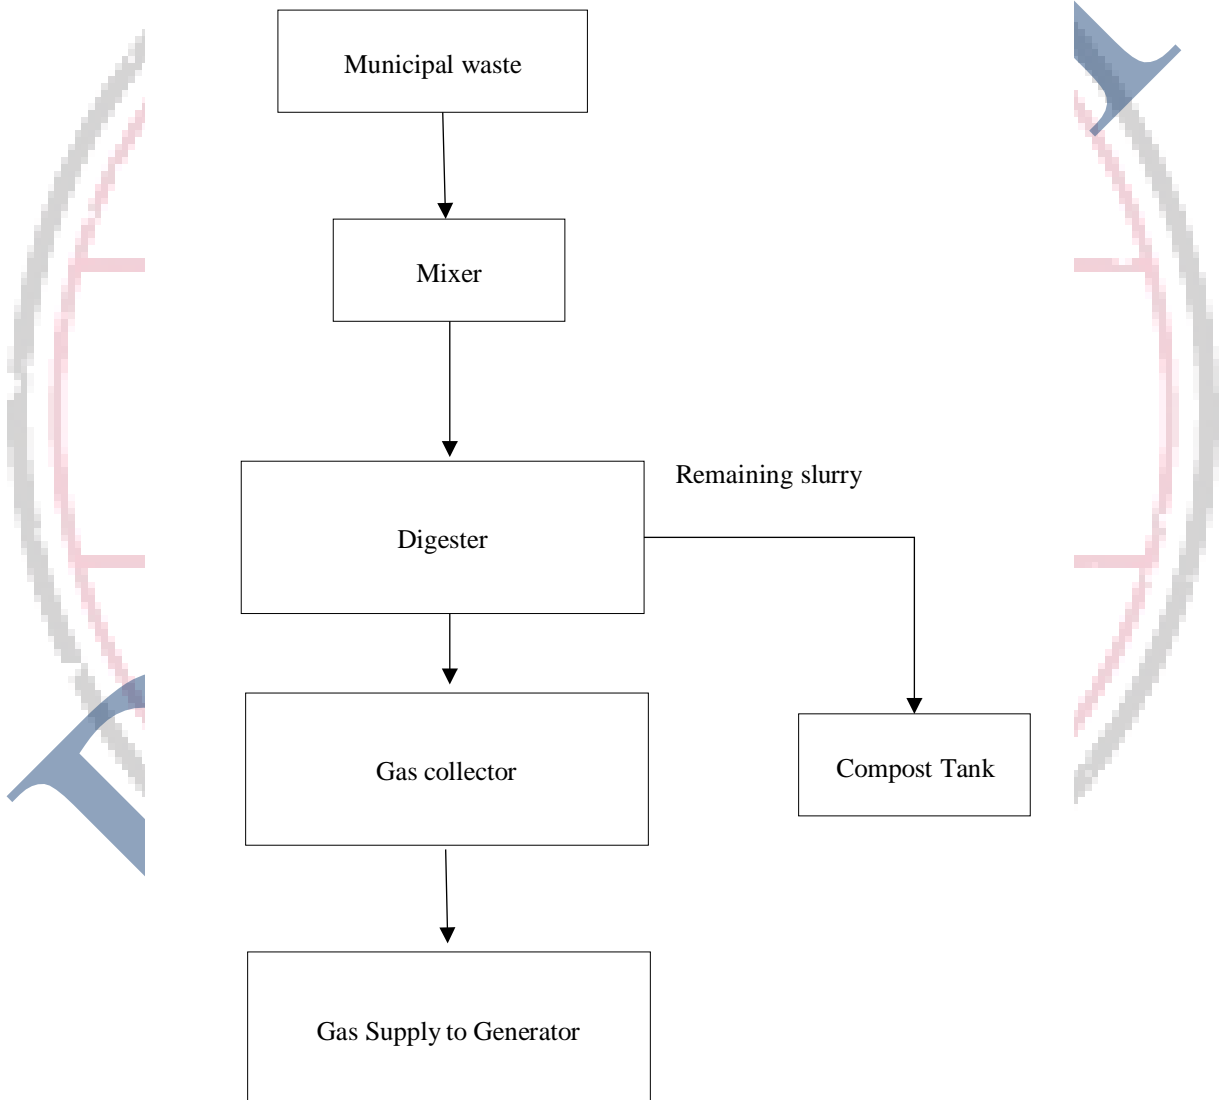 Municipal waste
Mixer
Remaining slurry
Digester
Gas collector
Compost Tank
Gas Supply to Generator